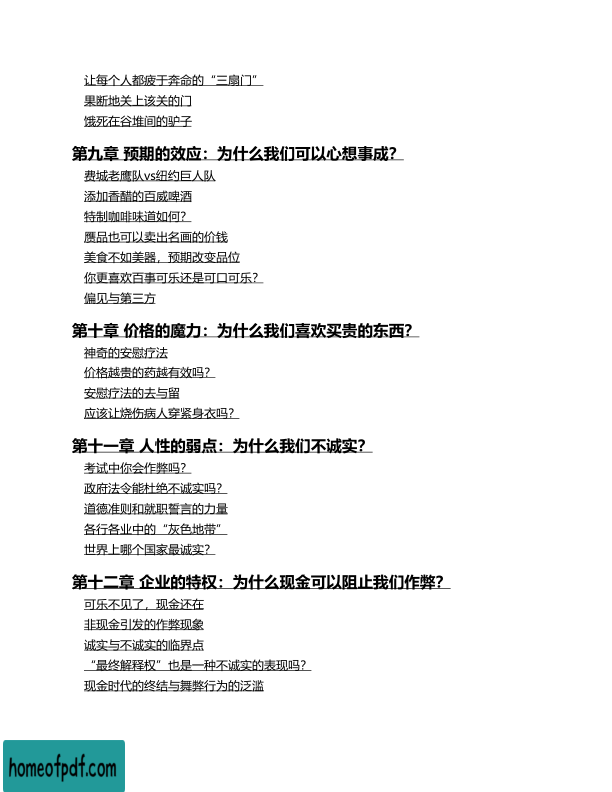 让每个人都疲于奔命的“三扇门”
果断地关上该关的门
饿死在谷堆间的驴子
第九章 预期的效应：为什么我们可以心想事成？
费城老鹰队vs纽约巨人队
添加香醋的百威啤酒
特制咖啡味道如何？
赝品也可以卖出名画的价钱
美食不如美器，预期改变品位
你更喜欢百事可乐还是可口可乐？
偏见与第三方
第十章 价格的魔力：为什么我们喜欢买贵的东西？
神奇的安慰疗法
价格越贵的药越有效吗？
安慰疗法的去与留
应该让烧伤病人穿紧身衣吗？
第十一章 人性的弱点：为什么我们不诚实？
考试中你会作弊吗？
政府法令能杜绝不诚实吗？
道德准则和就职誓言的力量
各行各业中的“灰色地带”
世界上哪个国家最诚实？
第十二章 企业的特权：为什么现金可以阻止我们作弊？
可乐不见了，现金还在
非现金引发的作弊现象
诚实与不诚实的临界点
“最终解释权”也是一种不诚实的表现吗？
现金时代的终结与舞弊行为的泛滥
homeofpdf.com